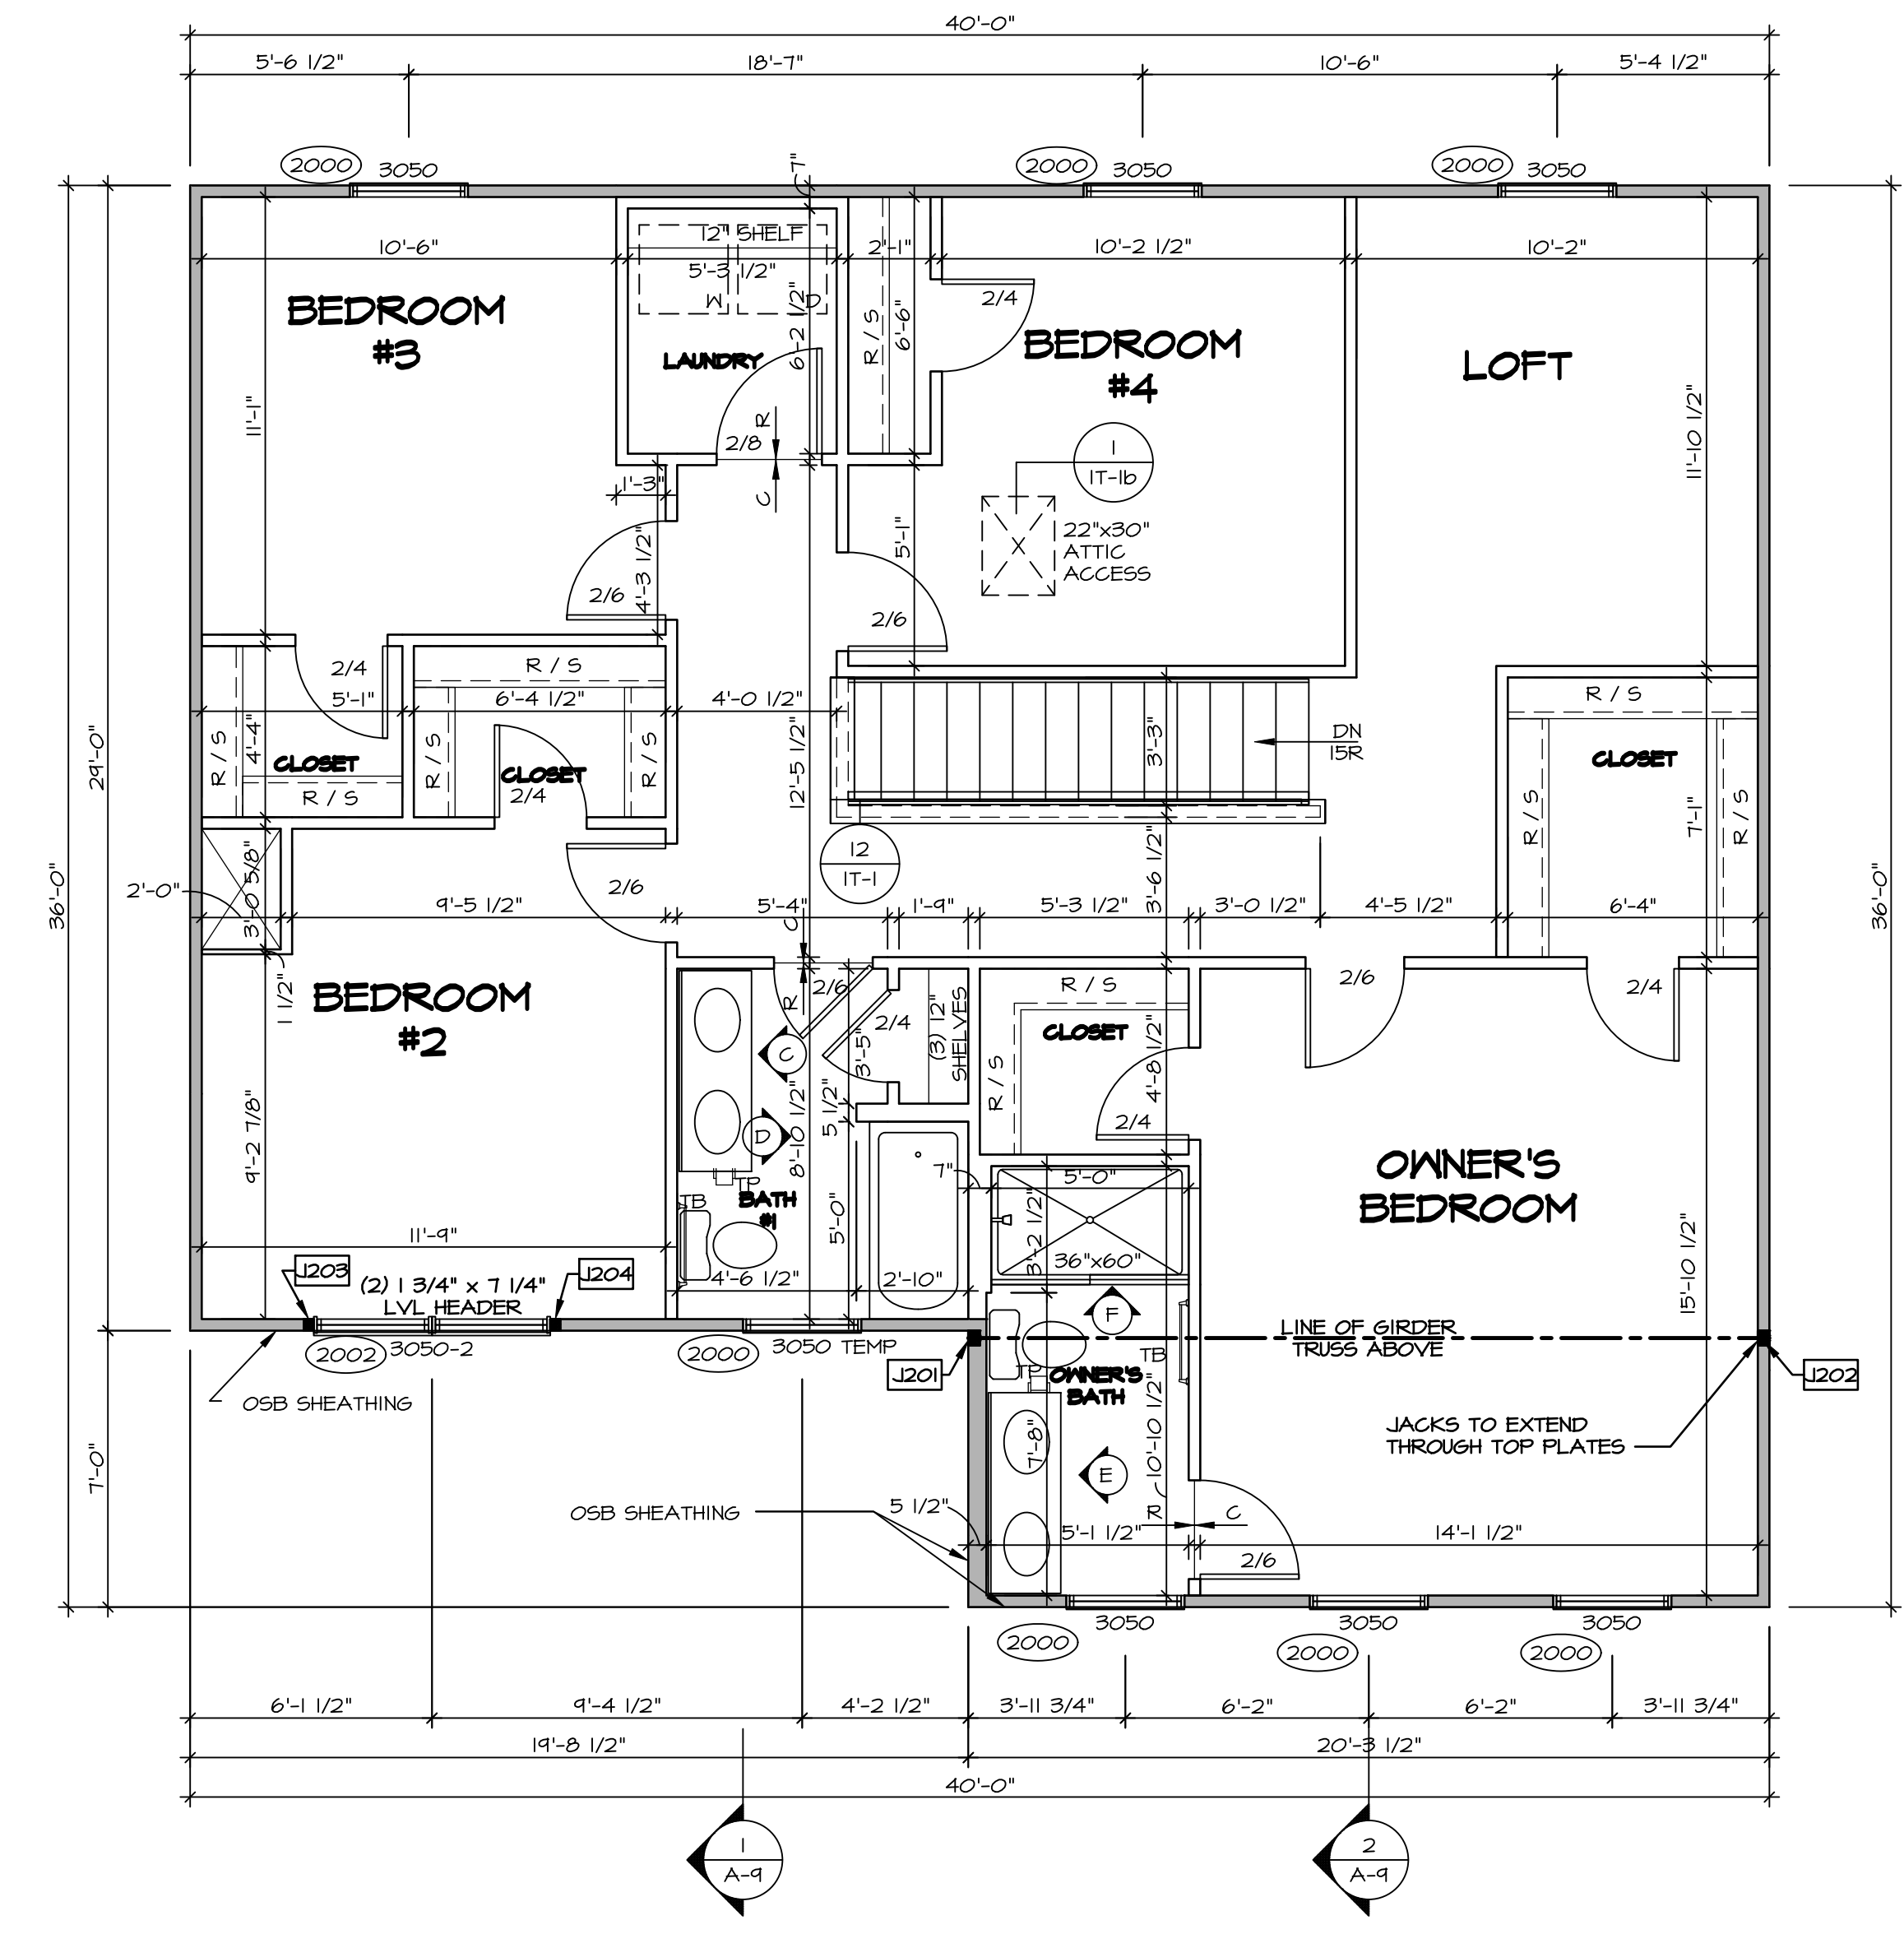 40'-0"
5'-6 1/2"
18'-7"
10'-6"
5'-4 1/2"
2000
3050
7"
2000
3050
2000
3050
12" SHELF
10'-6"
5'-3 1/2"
2'-1"
10'-2 1/2"
10'-2"
W
D
2/4
BEDROOM
#3
6'-2 1/2"
R / S
6'-6"
BEDROOM
#4
LOFT
LAUNDRY
11'-1"
2/8
R
C
1
1T-1b
11'-10 1/2"
1'-3"
22"x30"
ATTIC
ACCESS
4'-3 1/2"
5'-1"
2/6
2/6
2/4
R / S
5'-1"
6'-4 1/2"
4'-0 1/2"
R / S
29'-0"
R / S
4'-4"
CLOSET
R / S
R / S
CLOSET
2/4
R / S
12'-5 1/2"
3'-3"
DN
15R
CLOSET
R / S
7'-1"
R / S
36'-0"
2'-0"
3'-0 5/8"
2/6
12
1T-1
3'-6 1/2"
36'-0"
9'-5 1/2"
5'-4"
1'-9"
5'-3 1/2"
3'-0 1/2"
4'-5 1/2"
6'-4"
C
R
2/6
1 1/2"
BEDROOM
#2
2/4
(3) 12"
SHELVES
R / S
CLOSET
2/6
2/4
C
3'-5"
R / S
4'-8 1/2"
9'-2 7/8"
D
8'-10 1/2"
5 1/2"
2/4
OWNER'S
BEDROOM
TP
TB
BATH
#1
7"
5'-0"
5'-0"
3'-2 1/2"
36"x60"
15'-10 1/2"
11'-9"
J203
(2) 1 3/4" x 7 1/4"
LVL HEADER
J204
4'-6 1/2"
2'-10"
F
LINE OF GIRDER
TRUSS ABOVE
2002
3050-2
2000
3050 TEMP
J201
TP
TB
OWNER'S
BATH
J202
OSB SHEATHING
7'-8"
10'-10 1/2"
JACKS TO EXTEND
THROUGH TOP PLATES
7'-0"
E
OSB SHEATHING
5 1/2"
R
C
5'-1 1/2"
14'-1 1/2"
2/6
3050
3050
3050
2000
2000
2000
6'-1 1/2"
9'-4 1/2"
4'-2 1/2"
3'-11 3/4"
6'-2"
6'-2"
3'-11 3/4"
19'-8 1/2"
20'-3 1/2"
40'-0"
1
A-9
2
A-9